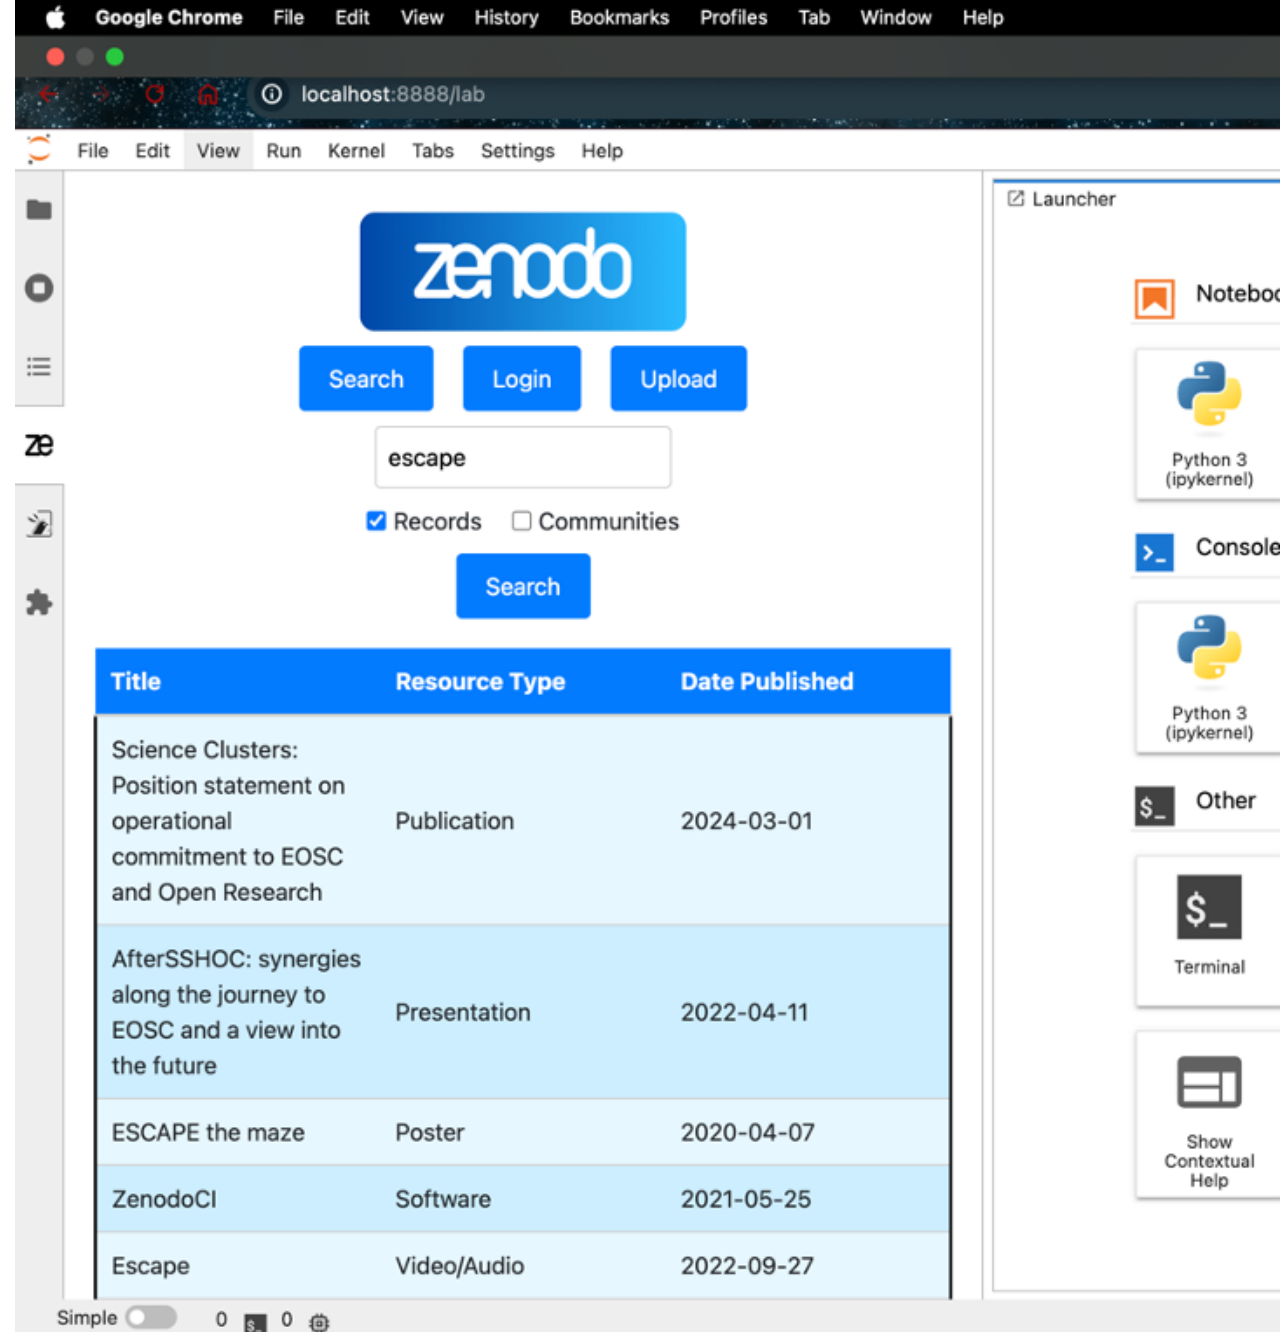 Google Chrome File Edit View History Bookmarks Profiles Tab Window Help
localhost:8888/lab
File Edit View Run Kernel Tabs Settings Help
Launcher
zenodo
Search Login Upload
escape
Records Communities
Search
Title Resource Type Date Published
Science Clusters:
Position statement on
operational
commitment to EOSC
and Open Research
Publication
2024-03-01
AfterSSHOC: synergies
along the journey to
EOSC and a view into
the future
Presentation
2022-04-11
ESCAPE the maze Poster 2020-04-07
ZenodoCI Software 2021-05-25
Escape Video/Audio 2022-09-27
ze
Noteboo
Python 3
(ipykernel)
Console
>_
Python 3
(ipykernel)
$_
Other
$_
Terminal
Show
Contextual
Help
Simple 0 $_ 0